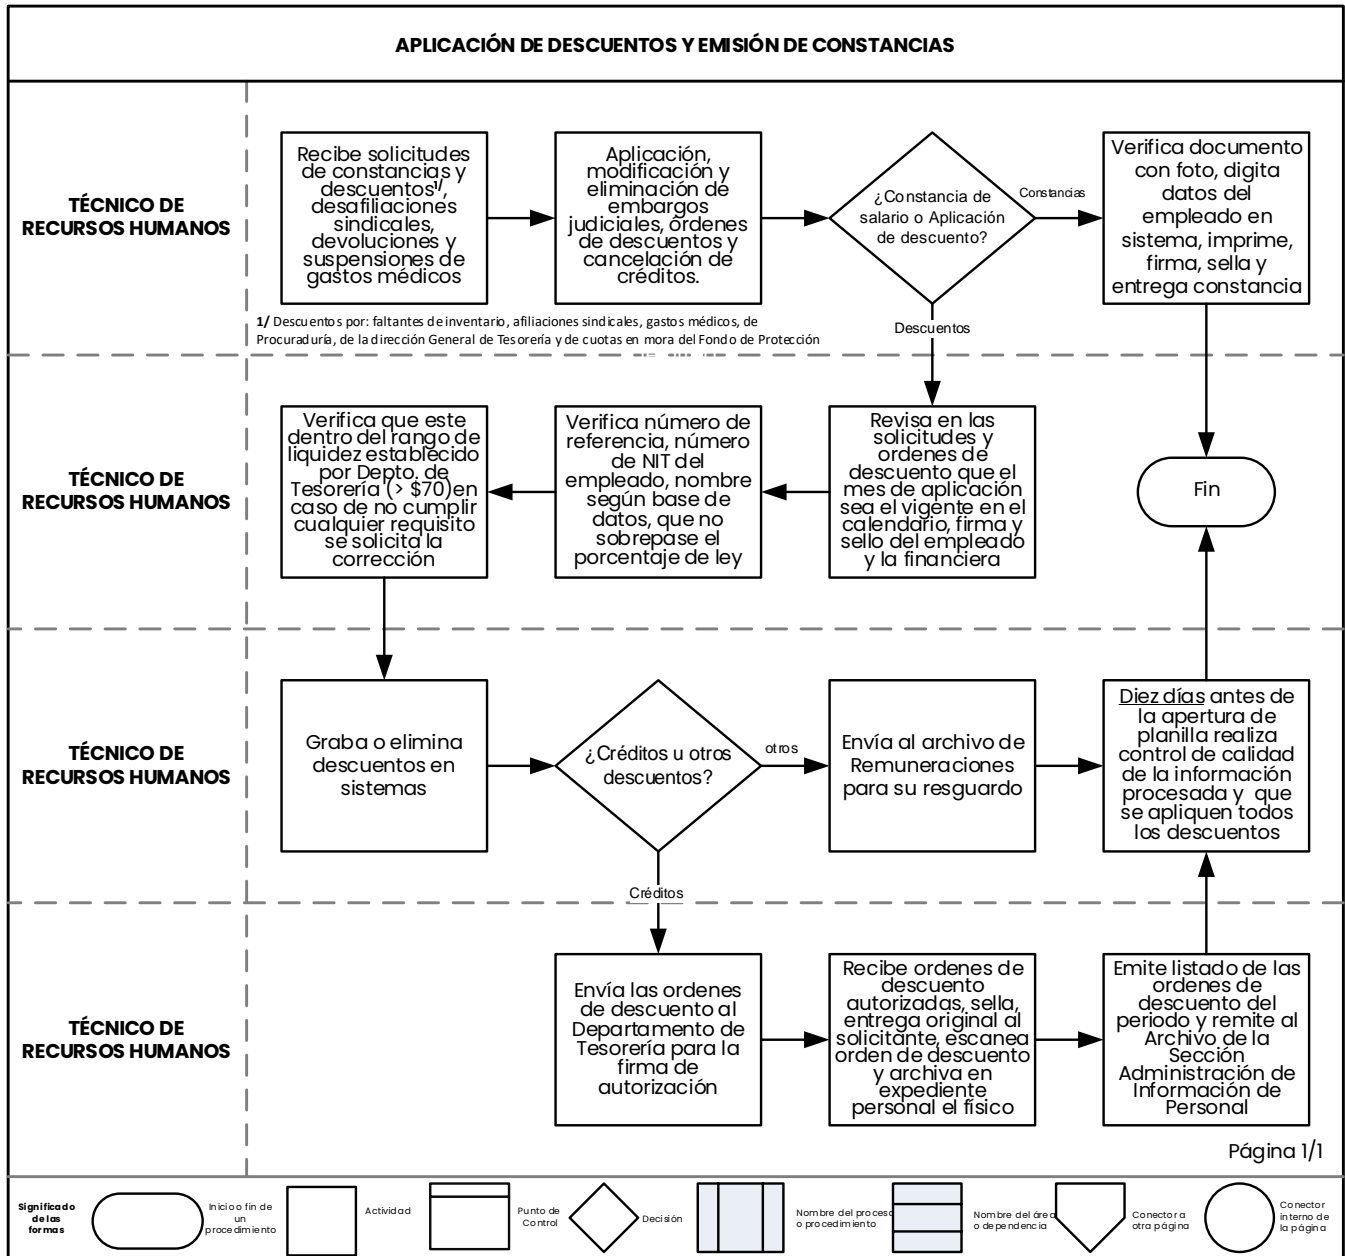 APLICACIÓN DE DESCUENTOS Y EMISIÓN DE CONSTANCIAS
TÉCNICO DE
RECURSOS HUMANOS
Recibe solicitudes
de constancias y
descuentos1/,
desafiliaciones
sindicales,
devoluciones y
suspensiones de
gastos médicos
Aplicación,
modificación y
eliminación de
embargos
judiciales, órdenes
de descuentos y
cancelación de
créditos.
¿Constancia de
salario o Aplicación
de descuento?
Constancias
Verifica documento
con foto, digita
datos del
empleado en
sistema, imprime,
firma, sella y
entrega constancia
1/ Descuentos por: faltantes de inventario, afiliaciones sindicales, gastos médicos, de
Procuraduría, de la dirección General de Tesorería y de cuotas en mora del Fondo de Protección
Descuentos
TÉCNICO DE
RECURSOS HUMANOS
Verifica que este
dentro del rango de
liquidez establecido
por Depto. de
Tesorería (> $70)en
caso de no cumplir
cualquier requisito
se solicita la
corrección
Verifica número de
referencia, número
de NIT del
empleado, nombre
según base de
datos, que no
sobrepase el
porcentaje de ley
Revisa en las
solicitudes y
ordenes de
descuento que el
mes de aplicación
sea el vigente en el
calendario, firma y
sello del empleado
y la financiera
Fin
TÉCNICO DE
RECURSOS HUMANOS
Graba o elimina
descuentos en
sistemas
¿Créditos u otros
descuentos?
otros
Envía al archivo de
Remuneraciones
para su resguardo
Diez días antes de
la apertura de
planilla realiza
control de calidad
de la información
procesada y que
se apliquen todos
los descuentos
Créditos
TÉCNICO DE
RECURSOS HUMANOS
Envía las ordenes
de descuento al
Departamento de
Tesorería para la
firma de
autorización
Recibe ordenes de
descuento
autorizadas, sella,
entrega original al
solicitante, escanea
orden de descuento
y archiva en
expediente
personal el físico
Emite listado de las
ordenes de
descuento del
periodo y remite al
Archivo de la
Sección
Administración de
Información de
Personal
Página 1/1
Significado
de las
formas
Inicio o fin de
un
procedimiento
Actividad
Punto de
Control
Decisión
Nombre del proceso
o procedimiento
Nombre del área
o dependencia
Conector a
otra página
Conector
interno de
la página